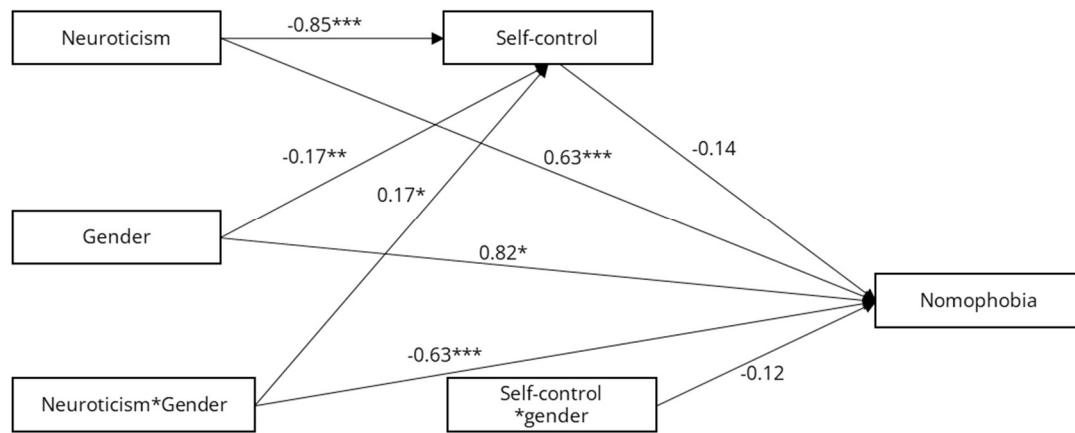 Neuroticism
-0.85***
Self-control
-0.17**
0.17*
0.63***
-0.14
Gender
0.82*
Nomophobia
-0.63***
-0.12
Neuroticism*Gender
Self-control
*gender